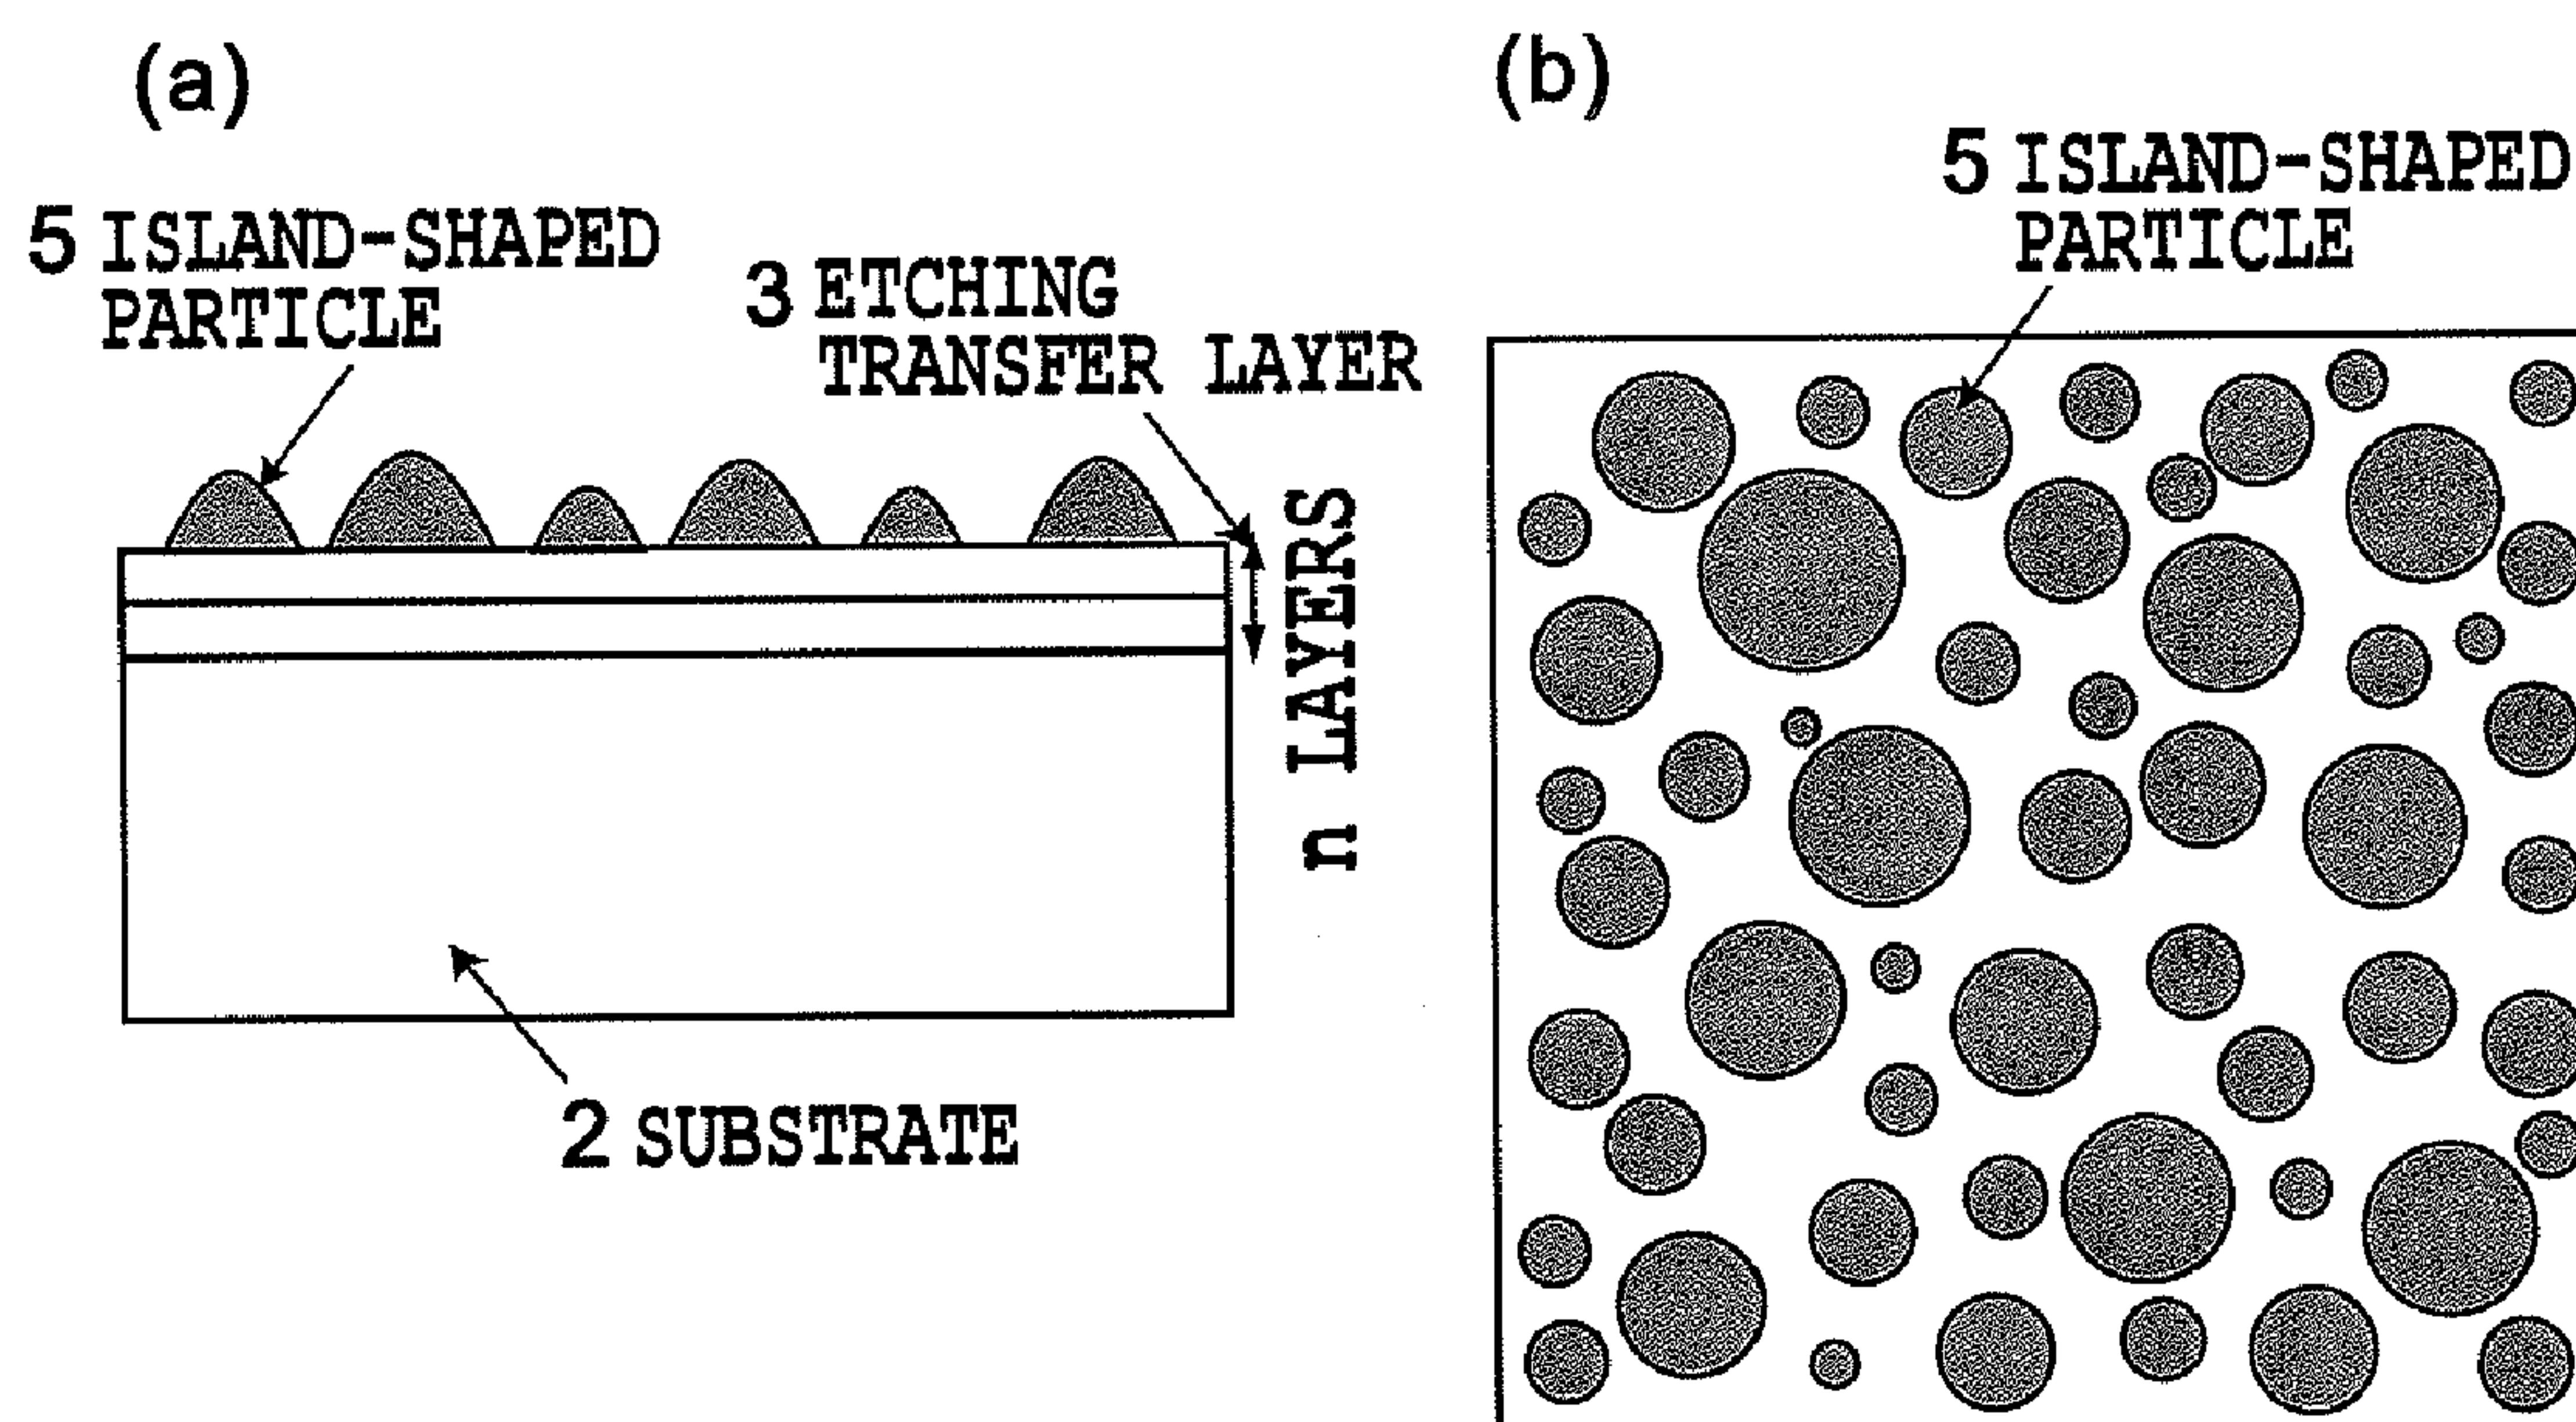 (a)
5 ISLAND-SHAPED
PARTICLE
3 ETCHING
TRANSFER LAYER
n LAYERS
2 SUBSTRATE
(b)
5 ISLAND-SHAPED
PARTICLE